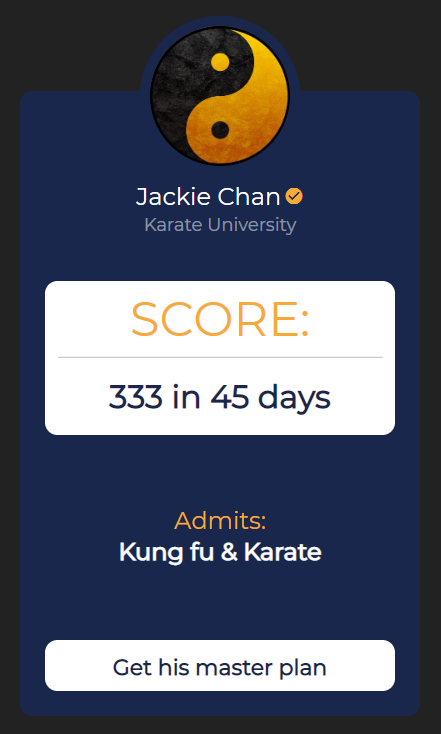 Jackie Chan
Karate University
SCORE:
333 in 45 days
Admits:
Kung fu & Karate
Get his master plan